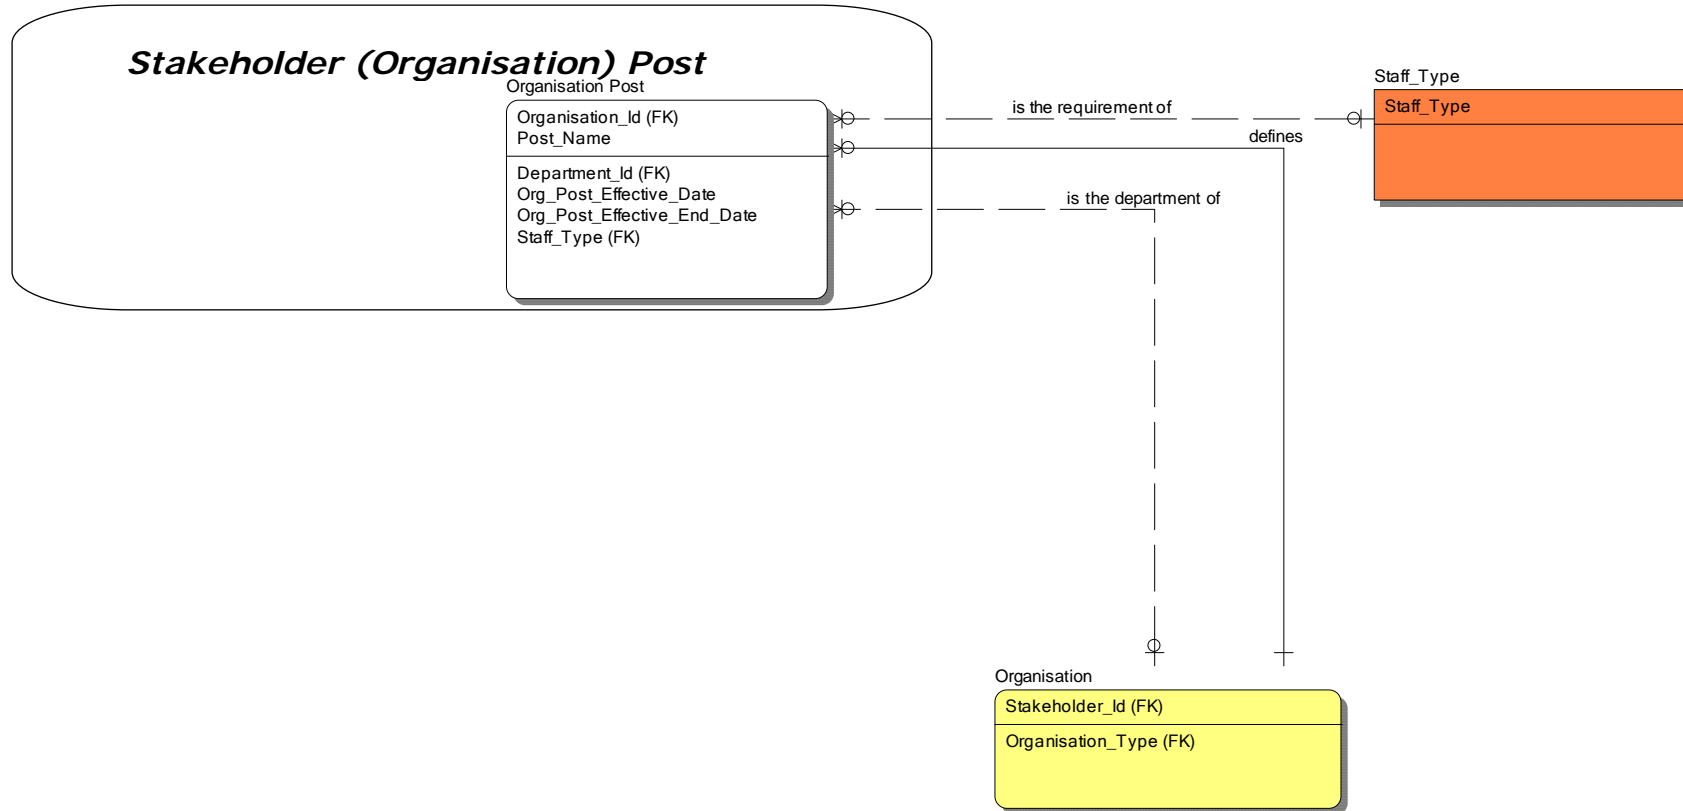 Stakeholder (Organisation) Post
Organisation Post
Organisation_Id (FK)
Post_Name
Department_Id (FK)
Org_Post_Effective_Date
Org_Post_Effective_End_Date
Staff_Type (FK)
is the requirement of
defines
is the department of
Staff_Type
Staff_Type
Organisation
Stakeholder_Id (FK)
Organisation_Type (FK)